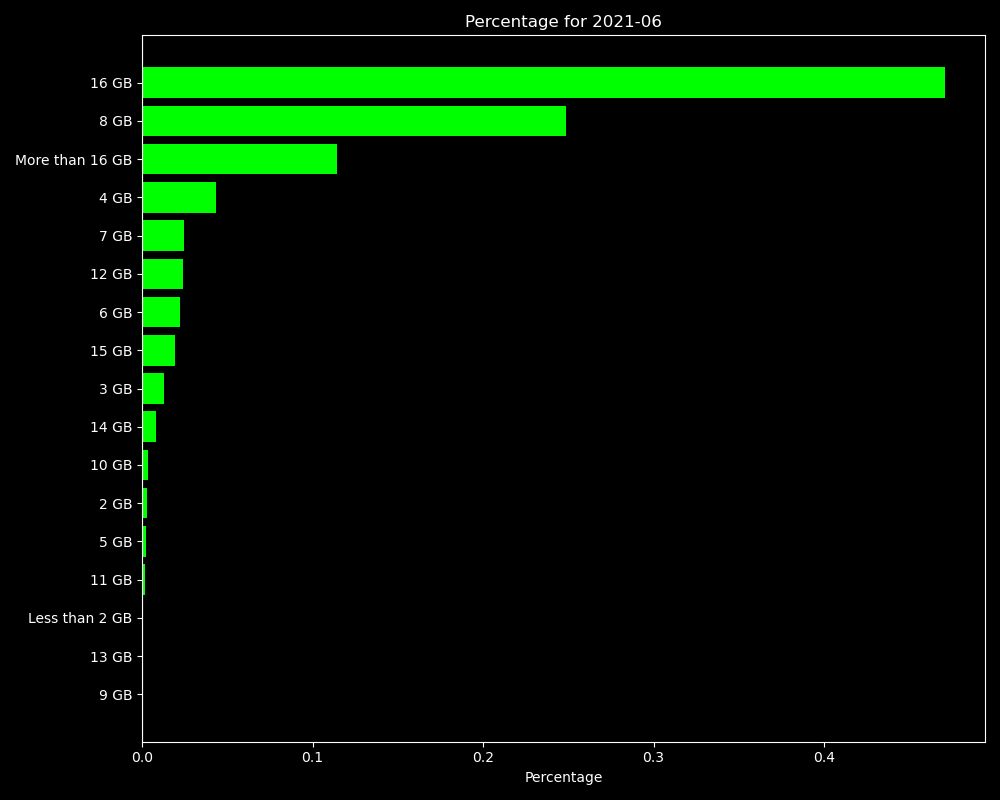 Percentage for 2021-06
16 GB
8 GB
More than 16 GB
4 GB
7 GB
12 GB
6 GB
15 GB
3 GB
14 GB
10 GB
2 GB
5 GB
11 GB
Less than 2 GB
13 GB
9 GB
0.0 0.1 0.2 0.3 0.4
Percentage